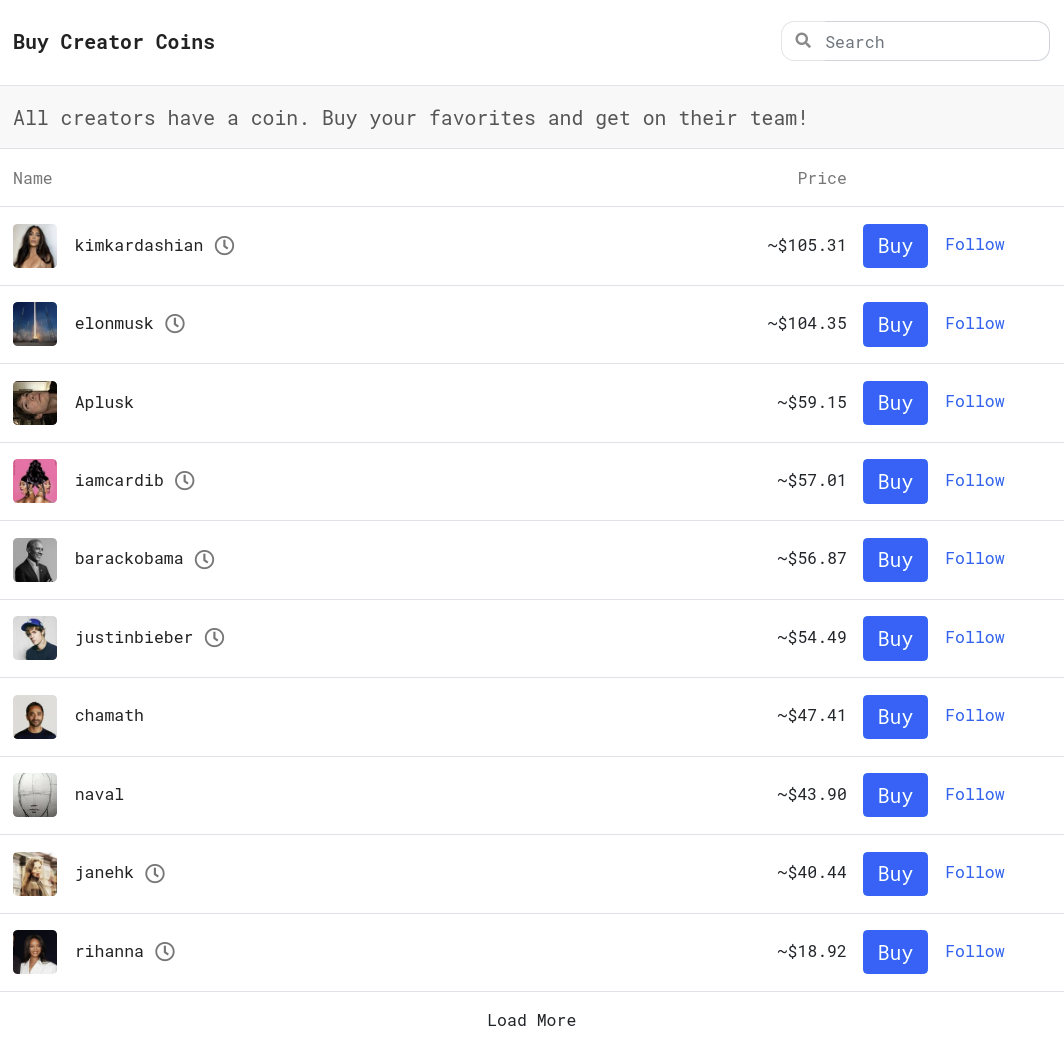 Buy Creator Coins
Search
All creators have a coin. Buy your favorites and get on their team!
Name Price
kimkardashian ~$105.31 Buy Follow
elonmusk ~$104.35 Buy Follow
Aplusk ~$59.15 Buy Follow
iamcardib ~$57.01 Buy Follow
barackobama ~$56.87 Buy Follow
justinbieber ~$54.49 Buy Follow
chamath ~$47.41 Buy Follow
naval ~$43.90 Buy Follow
janehk ~$40.44 Buy Follow
rihanna ~$18.92 Buy Follow
Load More